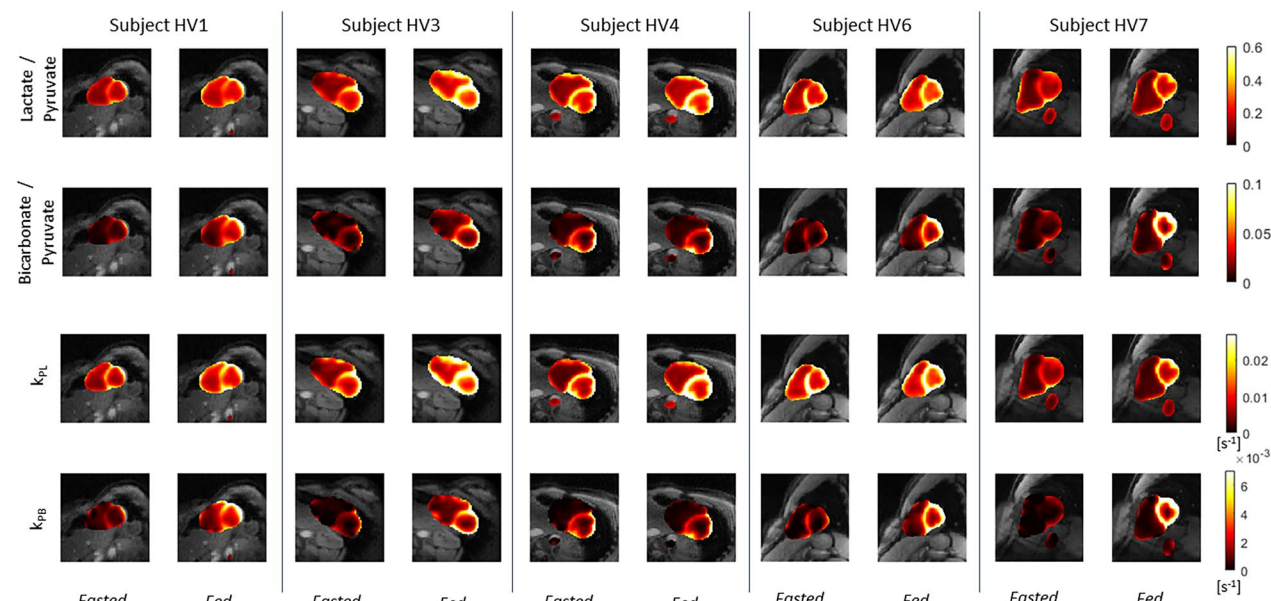 Subject HV1 Subject HV3 Subject HV4 Subject HV6 Subject HV7
Lactate /
Pyruvate
0.6
0.4
0.2
0
Bicarbonate /
Pyruvate
0.1
0.05
0
kPL
0.02
0.01
0
[s-1]
×10-3
kPB
6
4
2
0
[s-1]
Fasted Fed Fasted Fed Fasted Fed Fasted Fed Fasted Fed